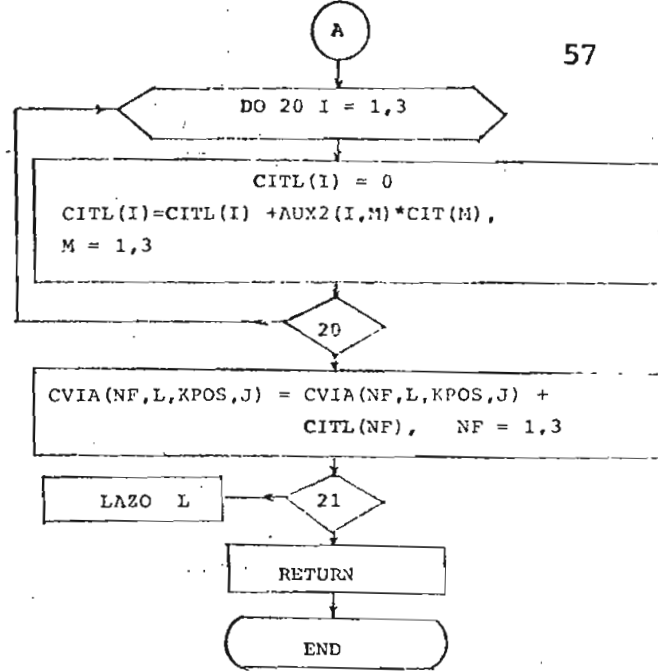 A
57
DO 20 I = 1,3
CITL(I) = 0
CITL(I)=CITL(I) +AUX2(I,M)*CIT(M),
M = 1,3
20
CVIA(NF,L,KPOS,J) = CVIA(NF,L,KPOS,J) +
CITL(NF), NF = 1,3
LAZO L
21
RETURN
END